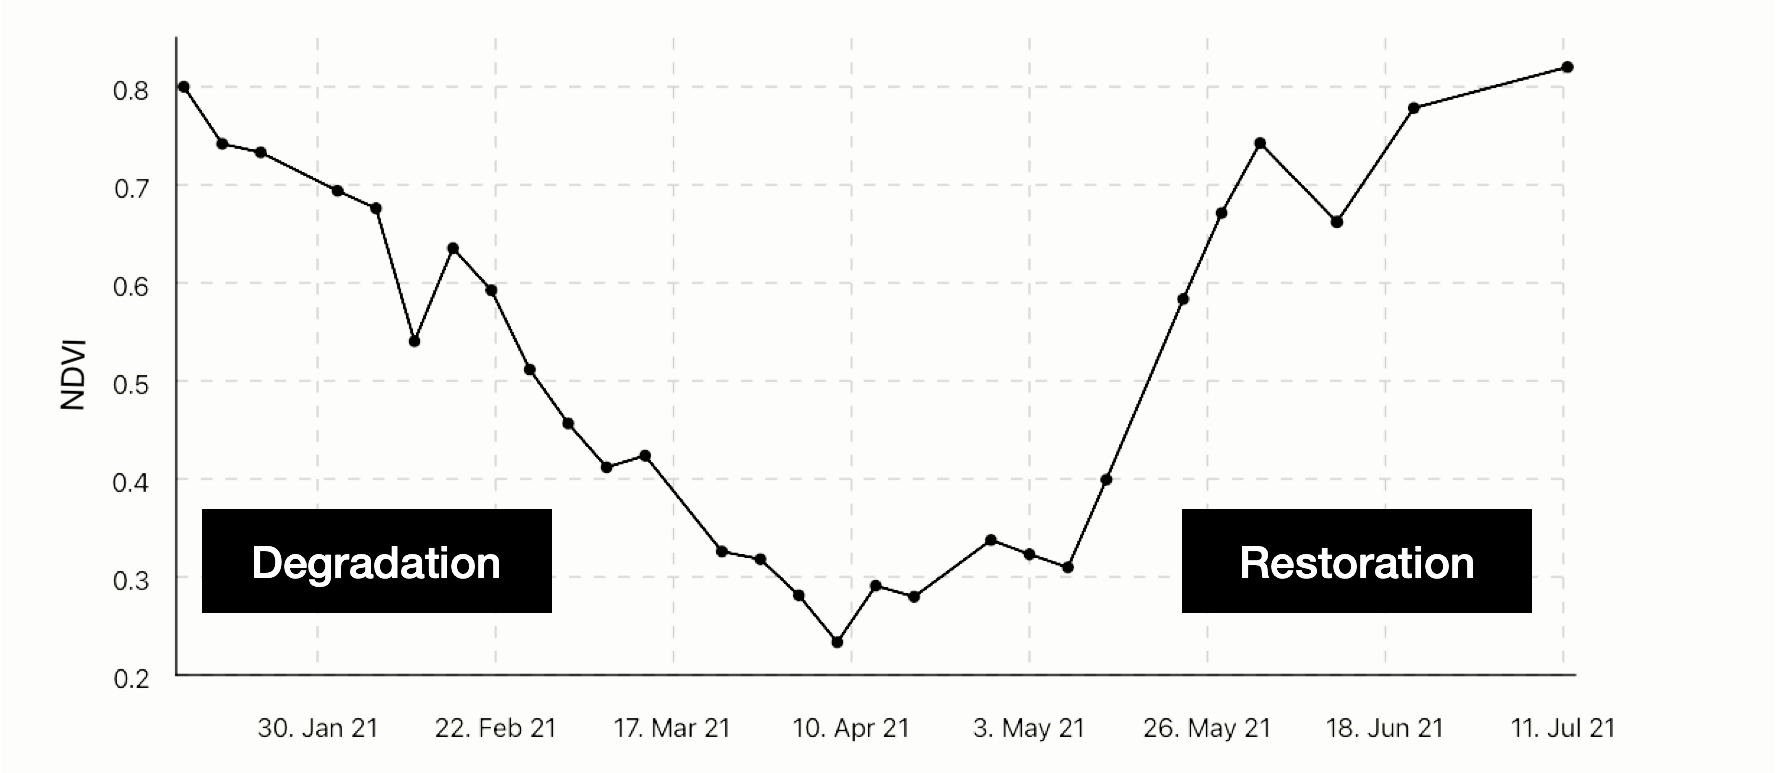 0.8
0.7
0.6
0.5
0.4
0.3
0.2
NDVI
Degradation
Restoration
30. Jan 21 22. Feb 21 17. Mar 21 10. Apr 21 3. May 21 26. May 21 18. Jun 21 11. Jul 21